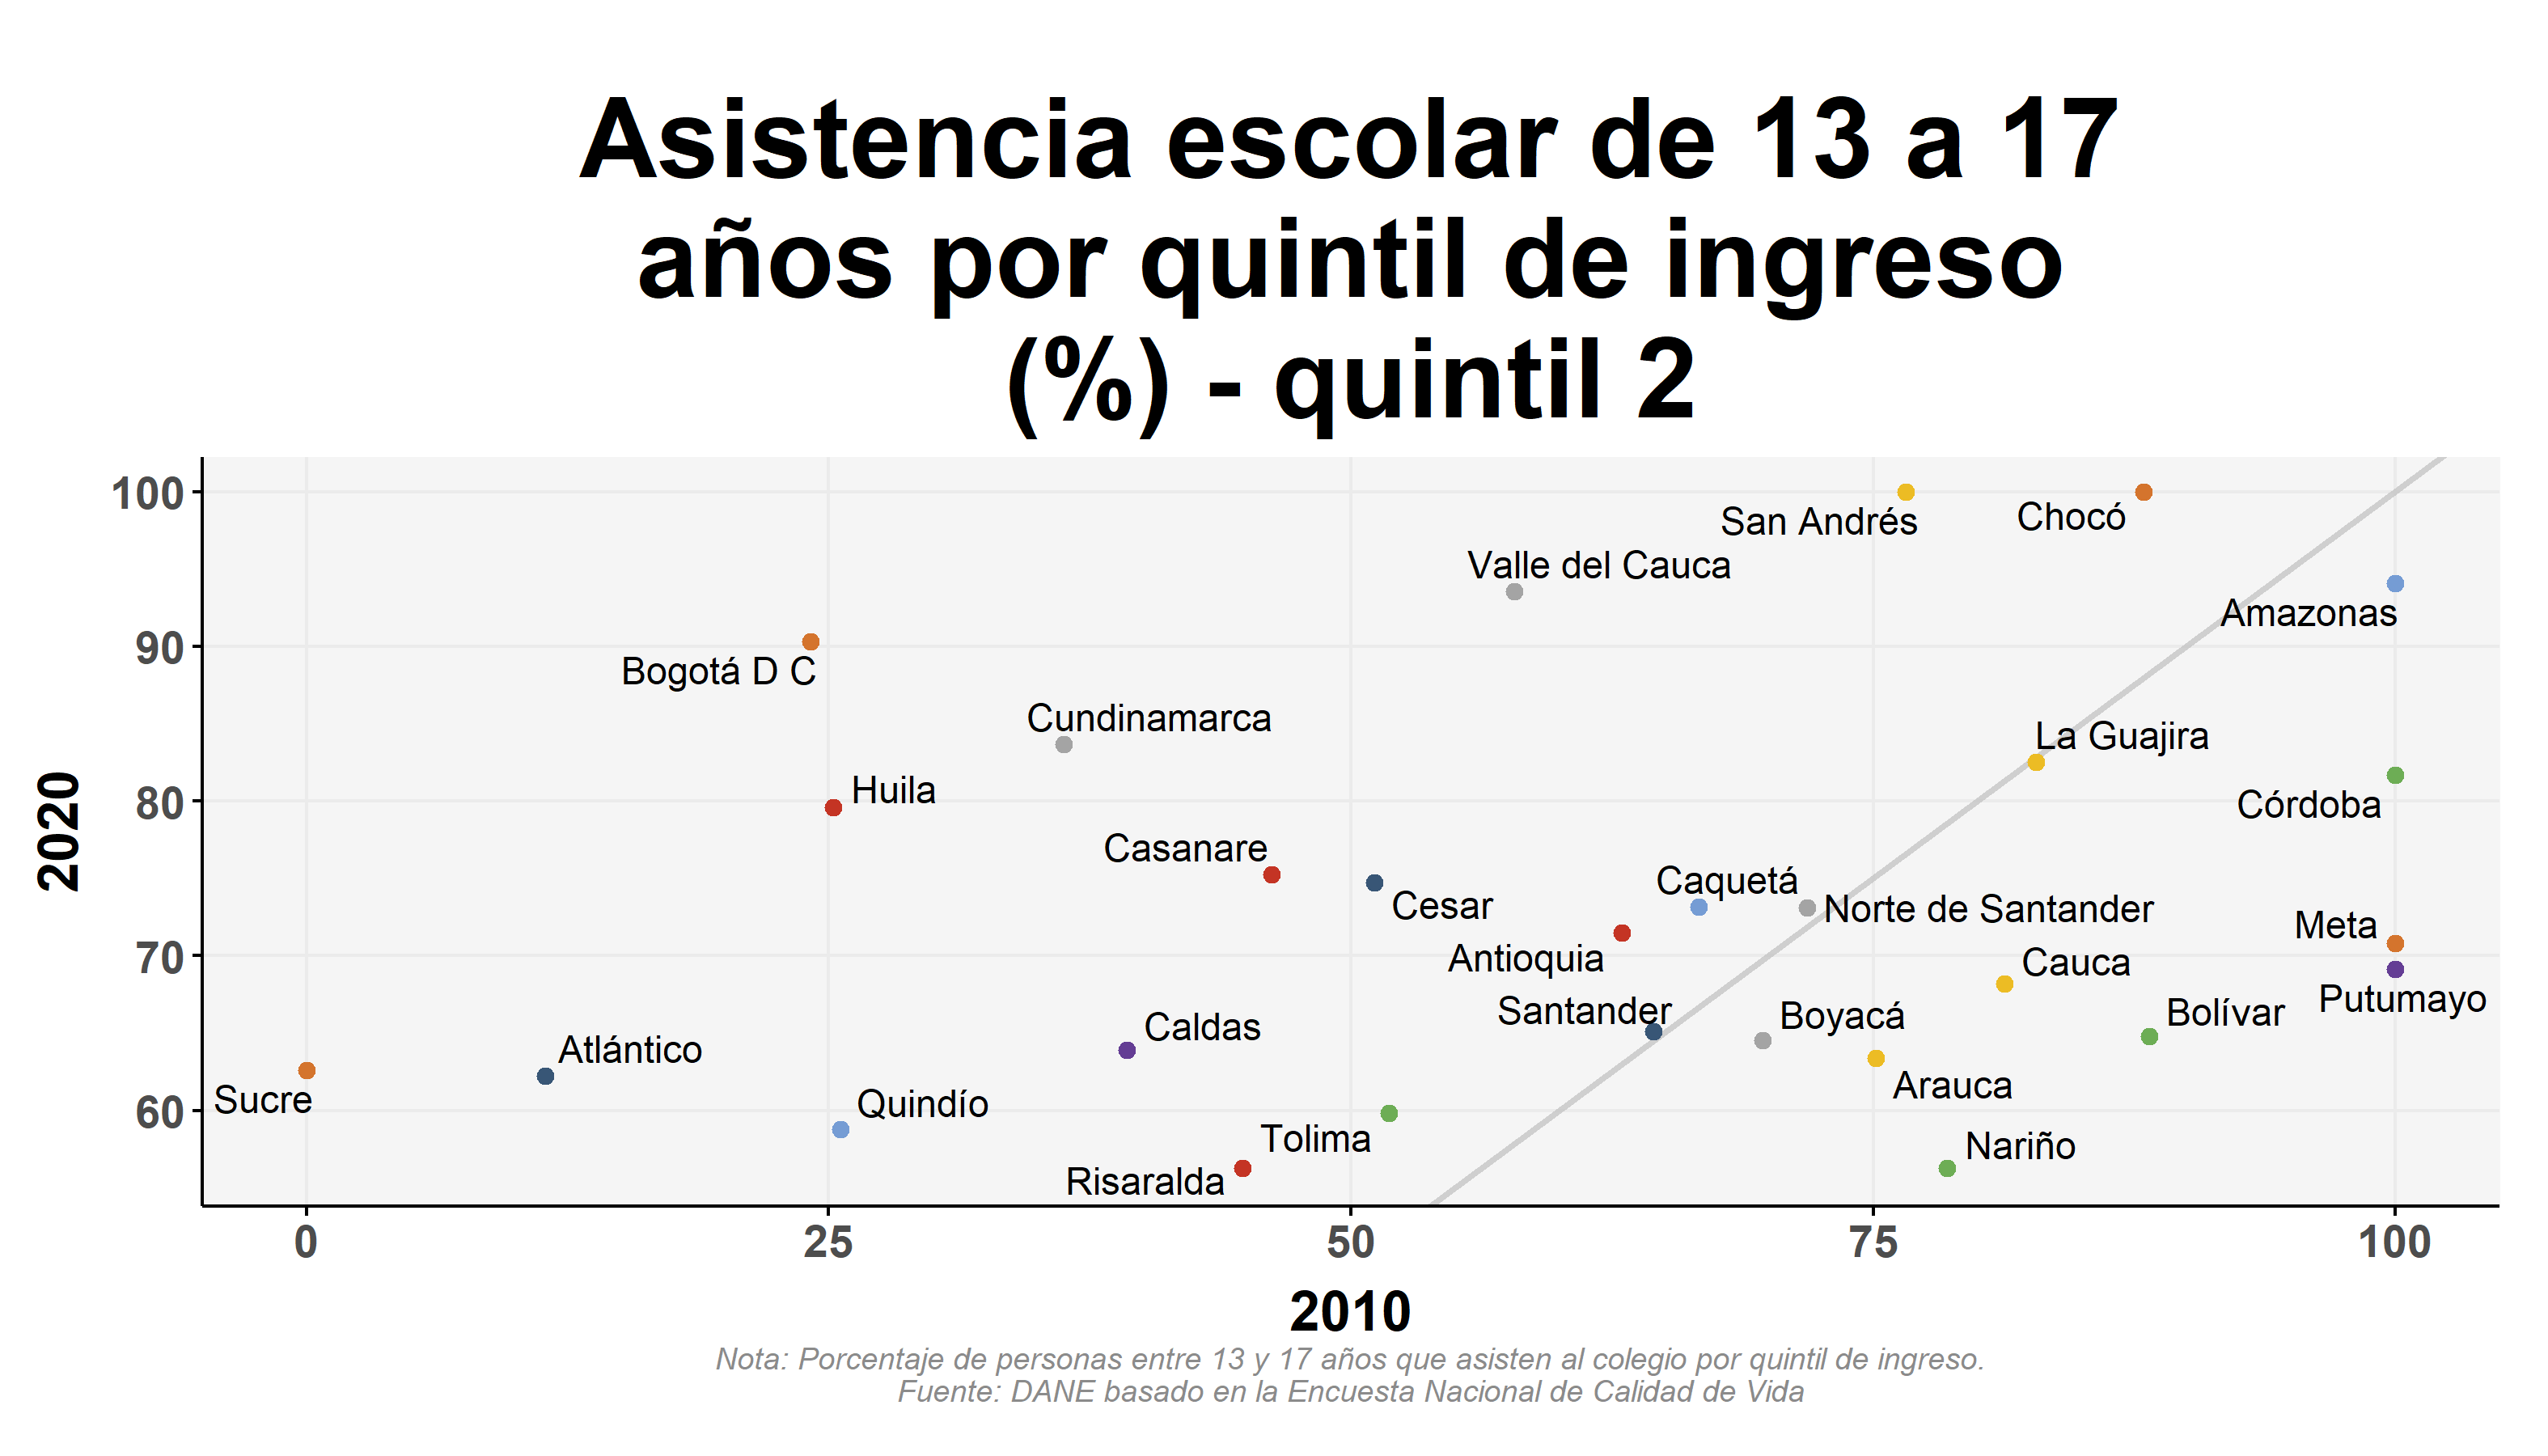 Asistencia escolar de 13 a 17
años por quintil de ingreso
(%) - quintil 2
100
San Andrés
Chocó
Valle del Cauca
Amazonas
90
Bogotá D C
Cundinamarca
La Guajira
Huila
80
Córdoba
Casanare
Caquetá
Cesar
Norte de Santander
Meta
70
Antioquia
Cauca
Putumayo
Santander
Boyacá
Bolívar
Caldas
Atlántico
Arauca
Sucre
60
Quindío
Tolima
Nariño
Risaralda
2020
0
25
50
75
100
2010
Nota: Porcentaje de personas entre 13 y 17 años que asisten al colegio por quintil de ingreso.
Fuente: DANE basado en la Encuesta Nacional de Calidad de Vida